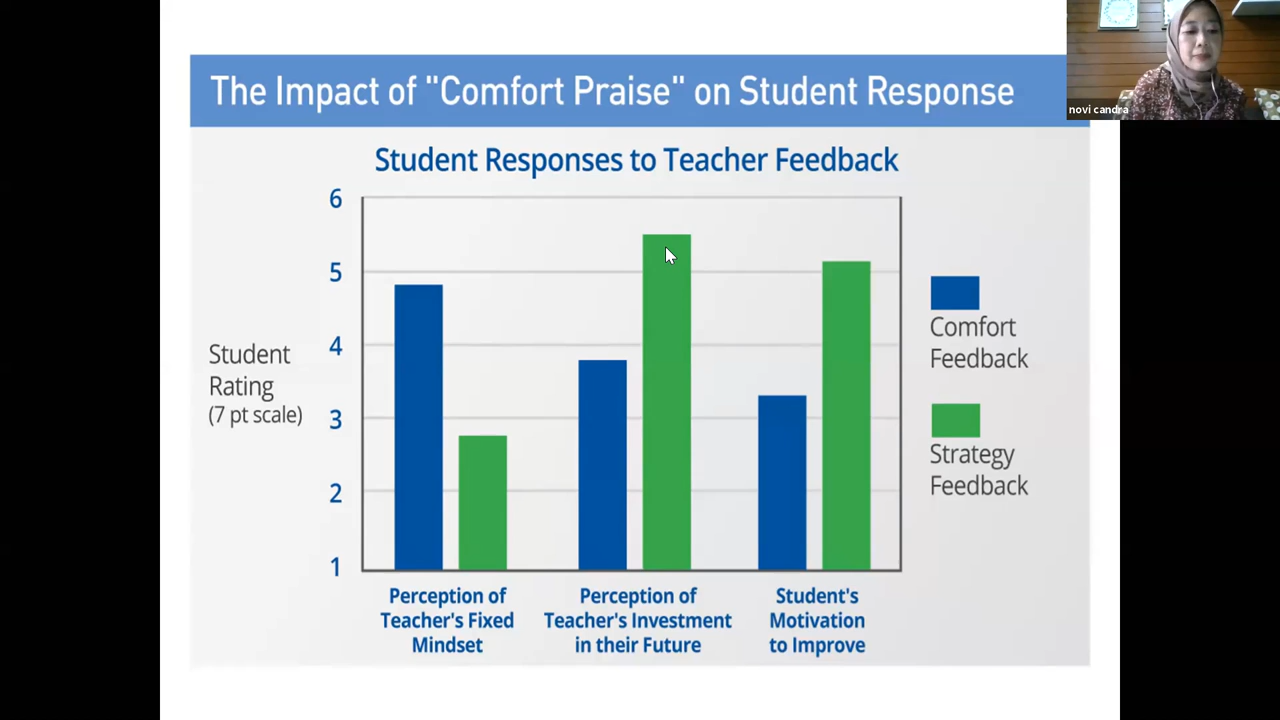 The Impact of "Comfort Praise" on Student Response
novi candra
Student Responses to Teacher Feedback
6
5
4
3
2
1
Student
Rating
(7 pt scale)
Comfort
Feedback
Strategy
Feedback
Perception of
Teacher's Fixed
Mindset
Perception of
Teacher's Investment
in their Future
Student's
Motivation
to Improve